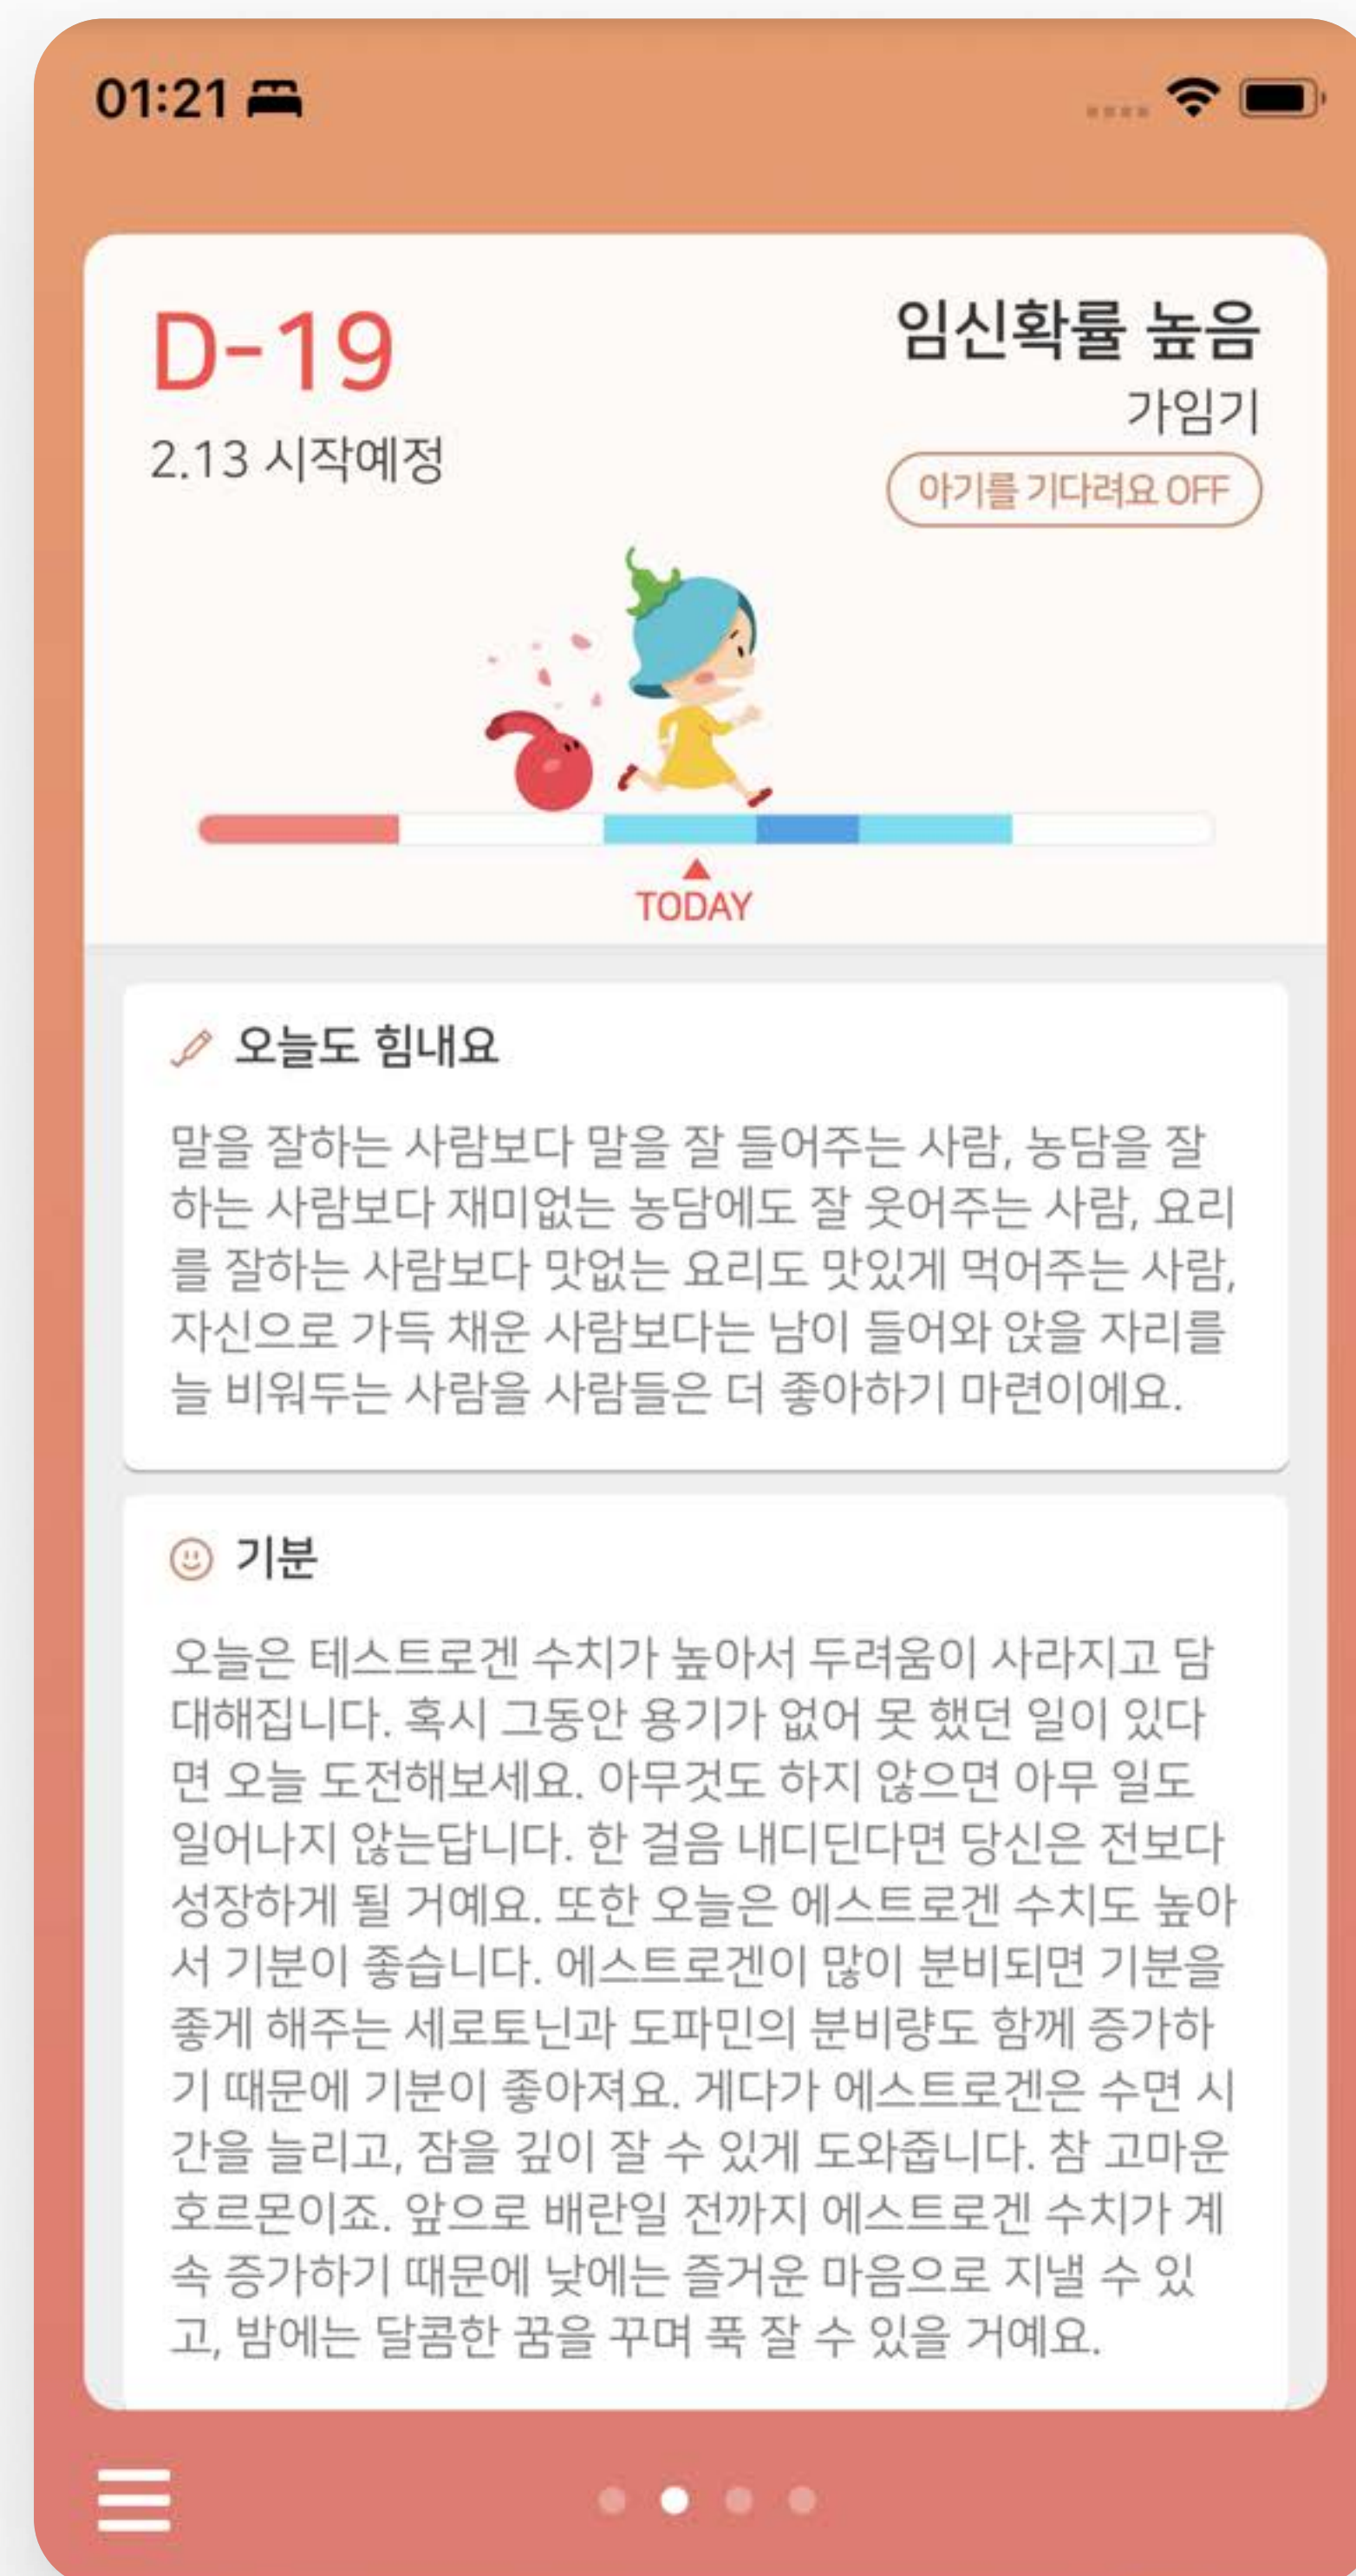 01:21
D-19
임신확률 높음
2.13 시작예정
가임기
아기를 기다려요 OFF
TODAY
오늘도 힘내요
말을 잘하는 사람보다 말을 잘 들어주는 사람, 농담을 잘
하는 사람보다 재미없는 농담에도 잘 웃어주는 사람, 요리
를 잘하는 사람보다 맛없는 요리도 맛있게 먹어주는 사람,
자신으로 가득 채운 사람보다는 남이 들어와 앉을 자리를
늘 비워두는 사람을 사람들은 더 좋아하기 마련이에요.
기분
오늘은 테스트로겐 수치가 높아서 두려움이 사라지고 담
대해집니다. 혹시 그동안 용기가 없어 못 했던 일이 있다
면 오늘 도전해보세요. 아무것도 하지 않으면 아무 일도
일어나지 않는답니다. 한 걸음 내디딘다면 당신은 전보다
성장하게 될 거예요. 또한 오늘은 에스트로겐 수치도 높아
서 기분이 좋습니다. 에스트로겐이 많이 분비되면 기분을
좋게 해주는 세로토닌과 도파민의 분비량도 함께 증가하
기 때문에 기분이 좋아져요. 게다가 에스트로겐은 수면 시
간을 늘리고, 잠을 깊이 잘 수 있게 도와줍니다. 참 고마운
호르몬이죠. 앞으로 배란일 전까지 에스트로겐 수치가 계
속 증가하기 때문에 낮에는 즐거운 마음으로 지낼 수 있
고, 밤에는 달콤한 꿈을 꾸며 푹 잘 수 있을 거예요.